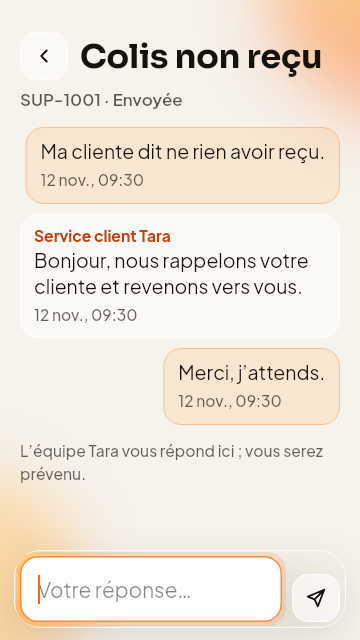 Colis non reçu
SUP-1001 · Envoyée
Ma cliente dit ne rien avoir reçu.
12 nov., 09:30
Service client Tara
Bonjour, nous rappelons votre
cliente et revenons vers vous.
12 nov., 09:30
Merci, j’attends.
12 nov., 09:30
L’équipe Tara vous répond ici ; vous serez
prévenu.
Votre réponse…